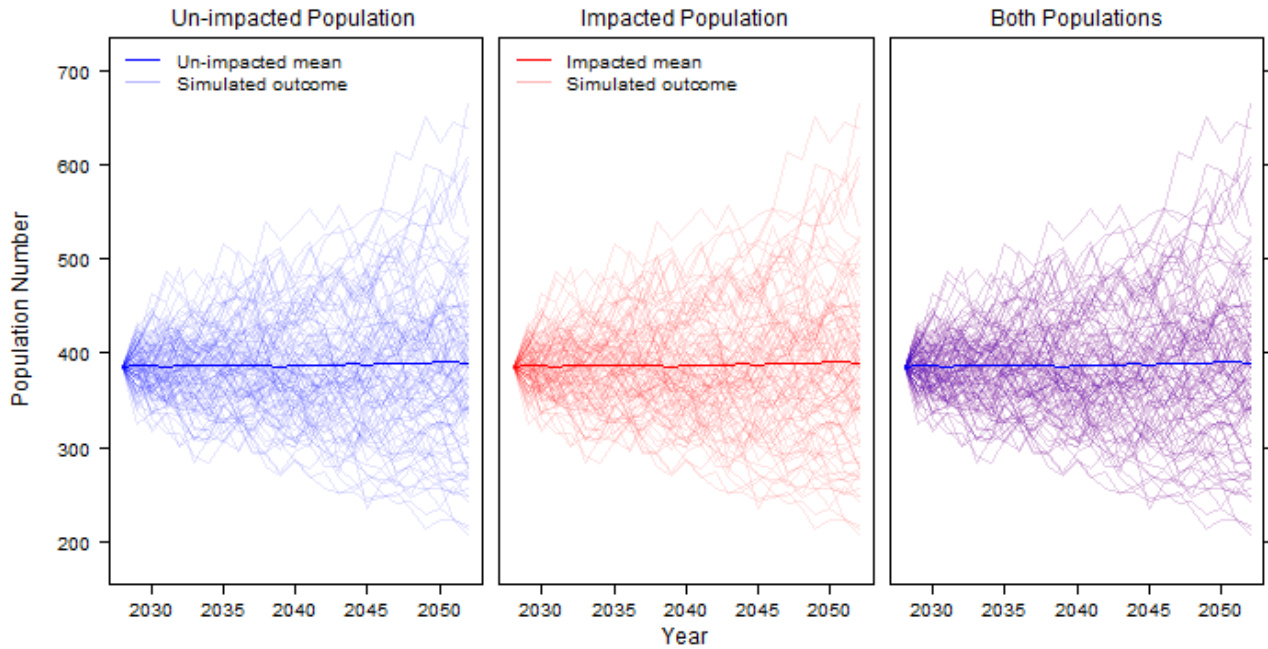 Un-impacted Population
Impacted Population
Both Populations
Un-impacted mean
Simulated outcome
Impacted mean
Simulated outcome
Population Number
700
600
500
400
300
200
2030 2035 2040 2045 2050
2030 2035 2040 2045 2050
2030 2035 2040 2045 2050
Year